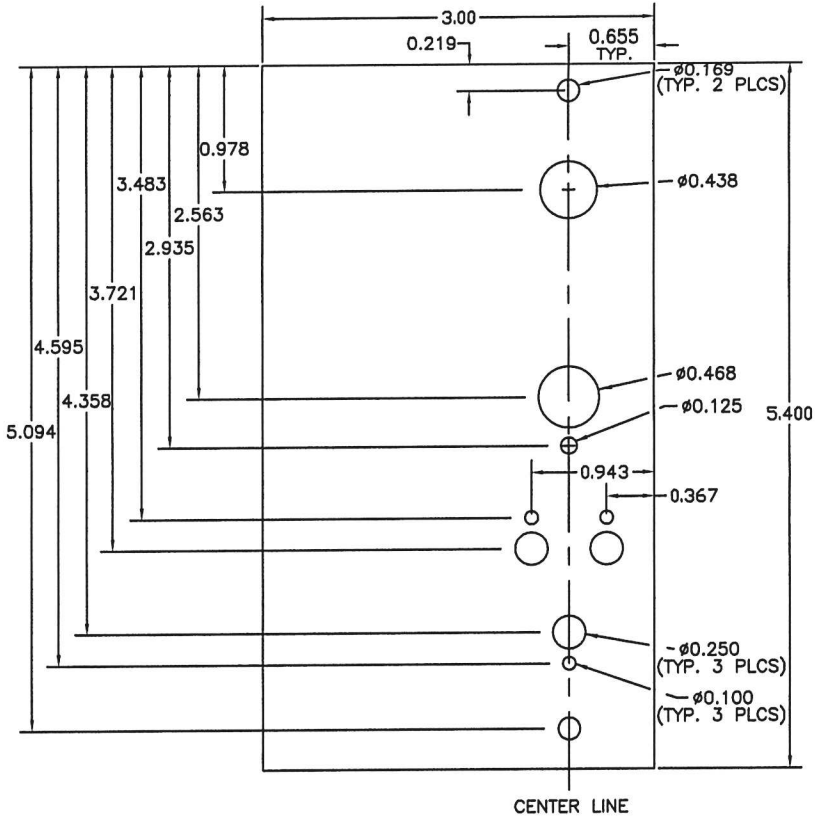 3.00
0.655
TYP.
0.219
ø0.169
(TYP. 2 PLCS)
0.978
3.483
ø0.438
2.563
2.935
3.721
4.595
ø0.468
4.358
ø0.125
5.400
5.094
0.943
0.367
ø0.250
(TYP. 3 PLCS)
ø0.100
(TYP. 3 PLCS)
CENTER LINE